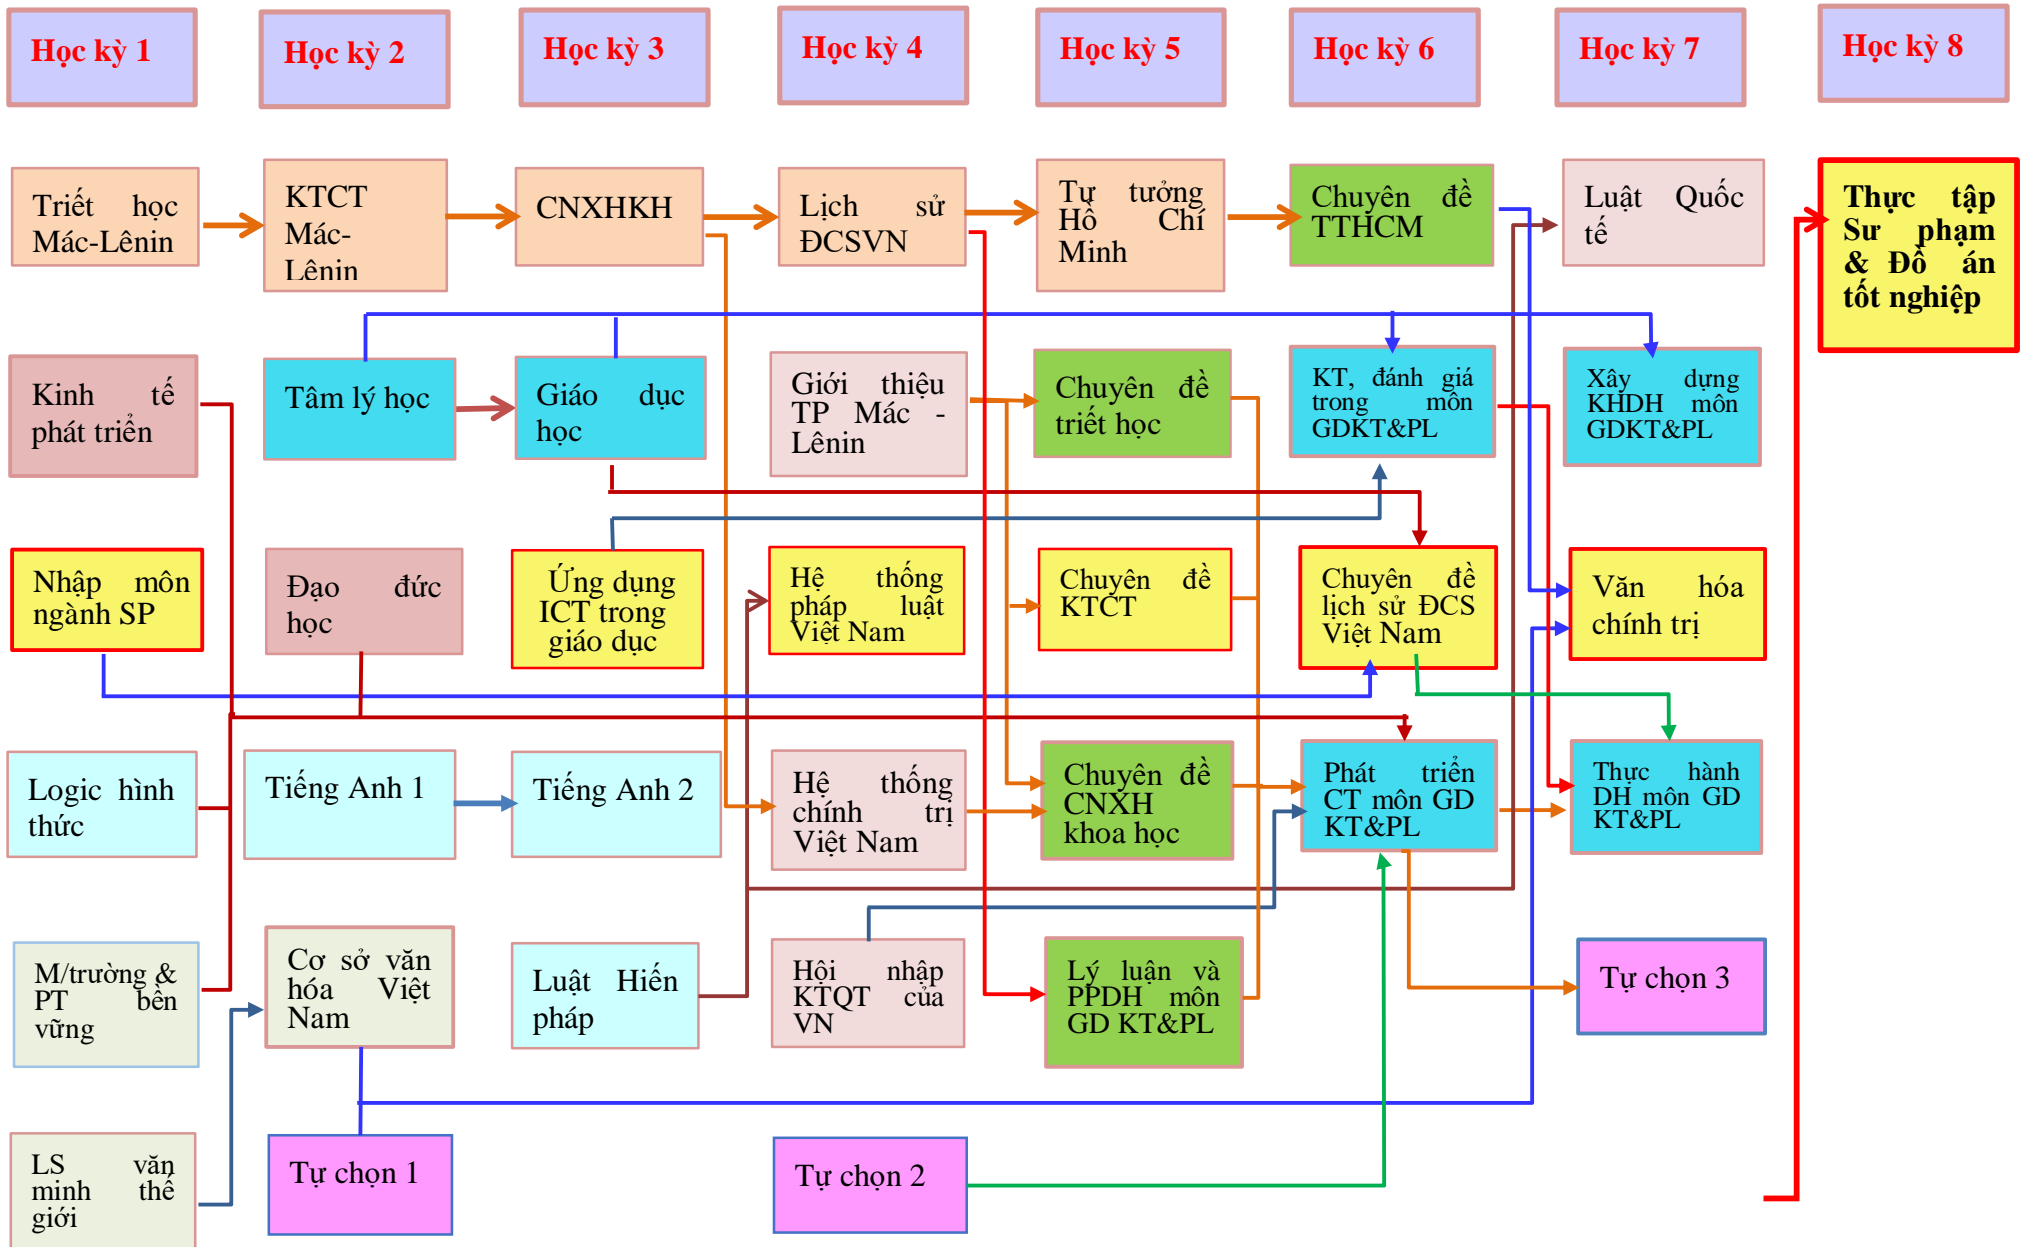 Học kỳ 1
Học kỳ 2
Học kỳ 3
Học kỳ 4
Học kỳ 5
Học kỳ 6
Học kỳ 7
Học kỳ 8
Triết học
Mác-Lênin
KTCT
Mác-
Lênin
CNXHKH
Lịch sử
ĐCSVN
Tư tưởng
Hồ Chí
Minh
Chuyên đề
TTHCM
Luật Quốc
tế
Thực tập
Sư phạm
& Đồ án
tốt nghiệp
Kinh tế
phát triển
Tâm lý học
Giáo dục
học
Giới thiệu
TP Mác -
Lênin
Chuyên đề
triết học
KT, đánh giá
trong môn
GDKT&PL
Xây dựng
KHDH môn
GDKT&PL
Nhập môn
ngành SP
Đạo đức
học
Ứng dụng
ICT trong
giáo dục
Hệ thống
pháp luật
Việt Nam
Chuyên đề
KTCT
Chuyên đề
lịch sử ĐCS
Việt Nam
Văn hóa
chính trị
Logic hình
thức
Tiếng Anh 1
Tiếng Anh 2
Hệ thống
chính trị
Việt Nam
Chuyên đề
CNXH
khoa học
Phát triển
CT môn GD
KT&PL
Thực hành
DH môn GD
KT&PL
M/trường &
PT bền
vững
Cơ sở văn
hóa Việt
Nam
Luật Hiến
pháp
Hội nhập
KTQT của
VN
Lý luận và
PPDH môn
GD KT&PL
Tự chọn 3
LS văn
minh thế
giới
Tự chọn 1
Tự chọn 2